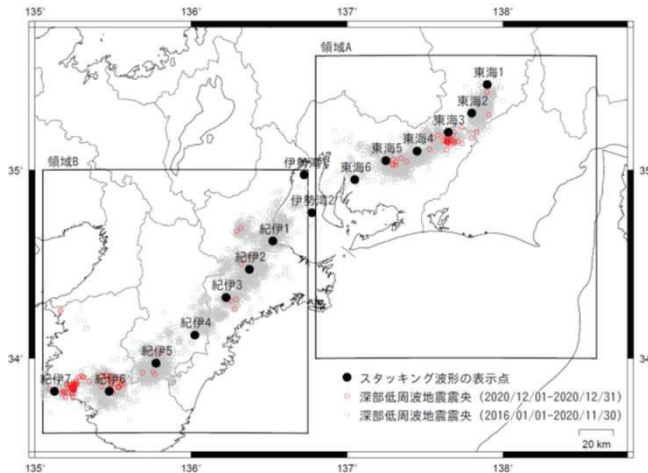 135° 136° 137° 138°
領域A
東海1
東海2
東海3
東海4
東海5
東海6
35°
35°
領域B
伊勢湾1
伊勢湾2
紀伊1
紀伊2
紀伊3
紀伊4
紀伊5
紀伊6
紀伊7
34°
34°
スタッキング波形の表示点
深部低周波地震震央 (2020/12/01-2020/12/31)
深部低周波地震震央 (2016/01/01-2020/11/30)
20 km
135° 136° 137° 138°